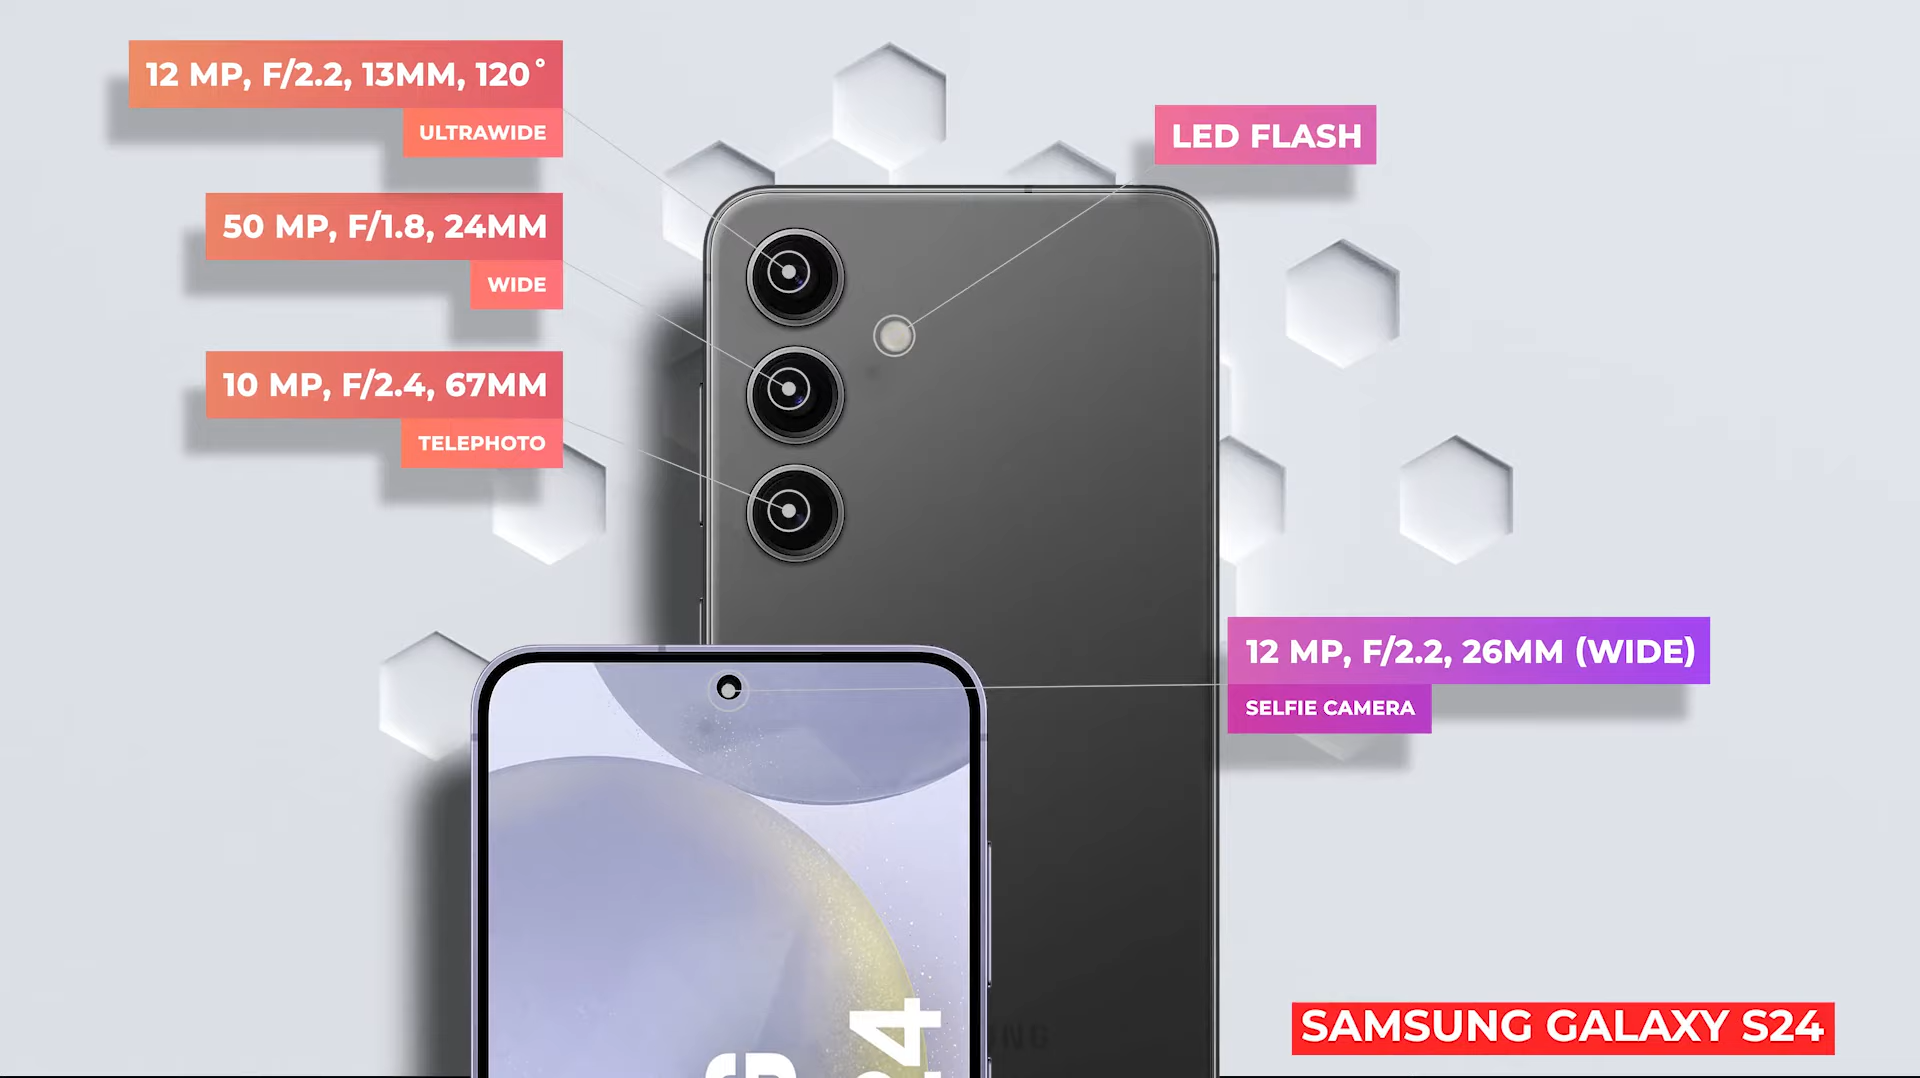 12 MP, F/2.2, 13MM, 120°
ULTRAWIDE
50 MP, F/1.8, 24MM
WIDE
10 MP, F/2.4, 67MM
TELEPHOTO
LED FLASH
12 MP, F/2.2, 26MM (WIDE)
SELFIE CAMERA
24
SAMSUNG GALAXY S24